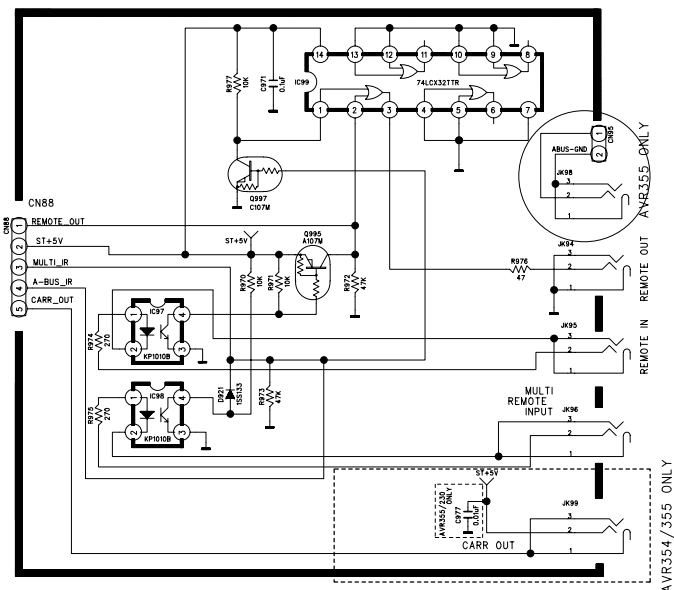 14
13
12
11
10
9
8
IC99
74LCX32TTR
1
2
3
4
5
6
7
R977
10K
C971
0.1uF
CN95
1
2
ABUS-GND
JK98
3
2
1
AVR355 ONLY
Q997
C107M
CN88
CN88
1
REMOTE_OUT
2
ST+5V
3
MULTI_IR
4
A-BUS_IR
5
CARR_OUT
ST+5V
Q995
A107M
R970
10K
R971
10K
R972
47K
R976
47
JK94
3
2
1
REMOTE OUT
IC97
1
4
2
3
KP1010B
R974
270
JK95
3
2
1
REMOTE IN
IC98
1
4
2
3
KP1010B
R975
270
D921
1SS133
R973
47K
MULTI
REMOTE
INPUT
JK96
3
2
1
ST+5V
AVR355/230
ONLY
C977
0.01uF
CARR OUT
JK99
3
2
1
AVR354/355 ONLY